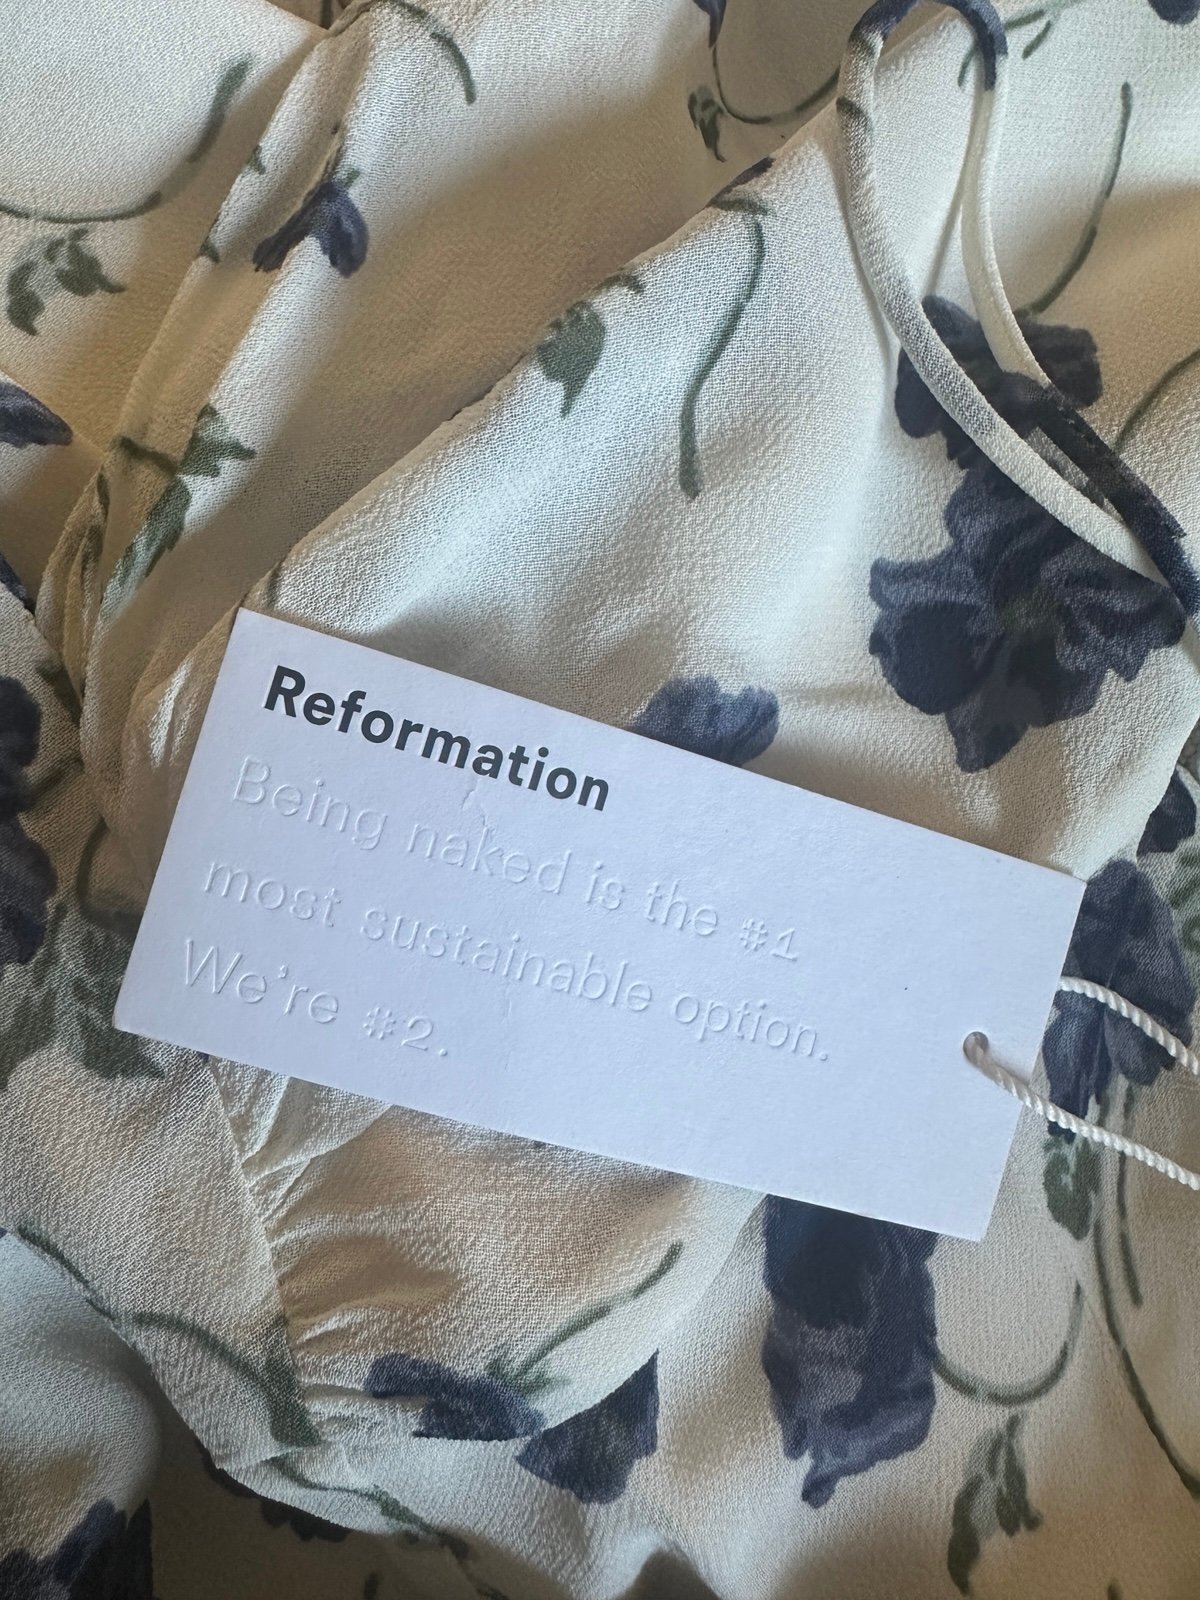 Reformation
Being naked is the #1
most sustainable option.
We're #2.